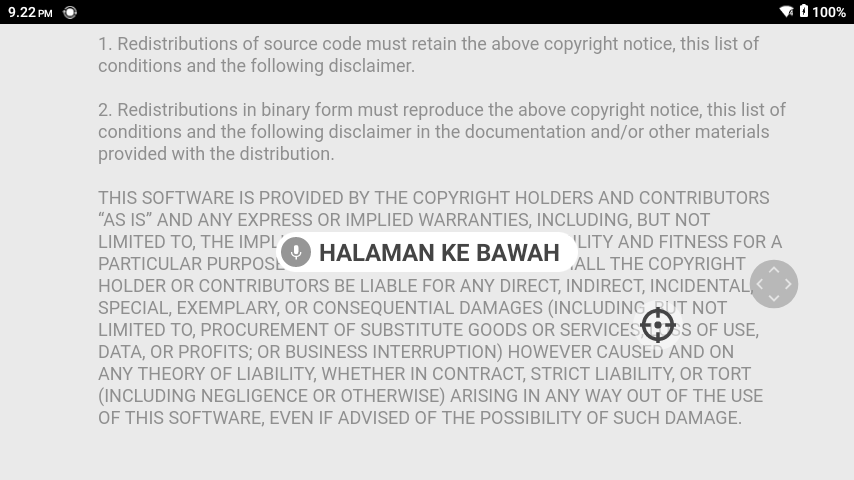 9.22 PM
100%
1. Redistributions of source code must retain the above copyright notice, this list of
conditions and the following disclaimer.
2. Redistributions in binary form must reproduce the above copyright notice, this list of
conditions and the following disclaimer in the documentation and/or other materials
provided with the distribution.
THIS SOFTWARE IS PROVIDED BY THE COPYRIGHT HOLDERS AND CONTRIBUTORS
“AS IS” AND ANY EXPRESS OR IMPLIED WARRANTIES, INCLUDING, BUT NOT
LIMITED TO, THE AND FITNESS FOR A
HALAMAN KE BAWAH
PARTICULAR PURPOSE THE COPYRIGHT
HOLDER OR CONTRIBUTORS BE LIABLE FOR ANY DIRECT, INDIRECT, INCIDENTAL,
SPECIAL, EXEMPLARY, OR CONSEQUENTIAL DAMAGES (INCLUDING, BUT NOT
LIMITED TO, PROCUREMENT OF SUBSTITUTE GOODS OR SERVICES; OF USE,
DATA, OR PROFITS; OR BUSINESS INTERRUPTION) HOWEVER CAUSED AND ON
ANY THEORY OF LIABILITY, WHETHER IN CONTRACT, STRICT LIABILITY, OR TORT
(INCLUDING NEGLIGENCE OR OTHERWISE) ARISING IN ANY WAY OUT OF THE USE
OF THIS SOFTWARE, EVEN IF ADVISED OF THE POSSIBILITY OF SUCH DAMAGE.